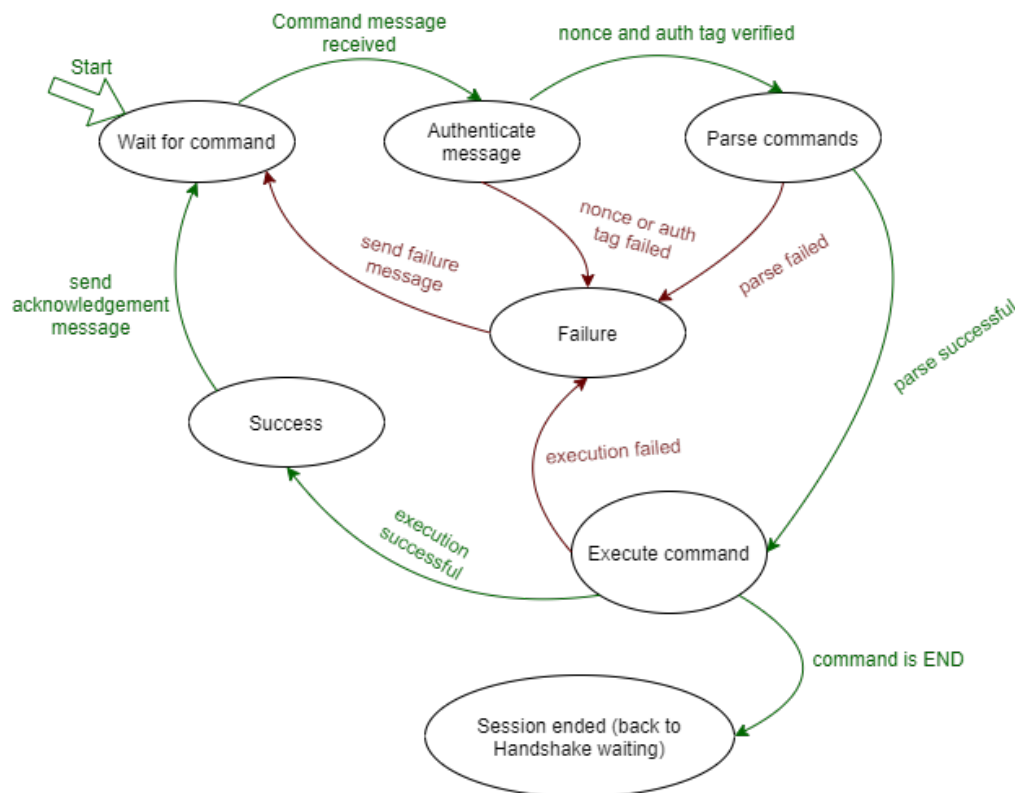 Command message
received
nonce and auth tag verified
Start
Wait for command
Authenticate
message
Parse commands
nonce or auth
tag failed
send failure
message
parse failed
send
acknowledgement
message
Failure
parse successful
Success
execution failed
execution
successful
Execute command
command is END
Session ended (back to
Handshake waiting)